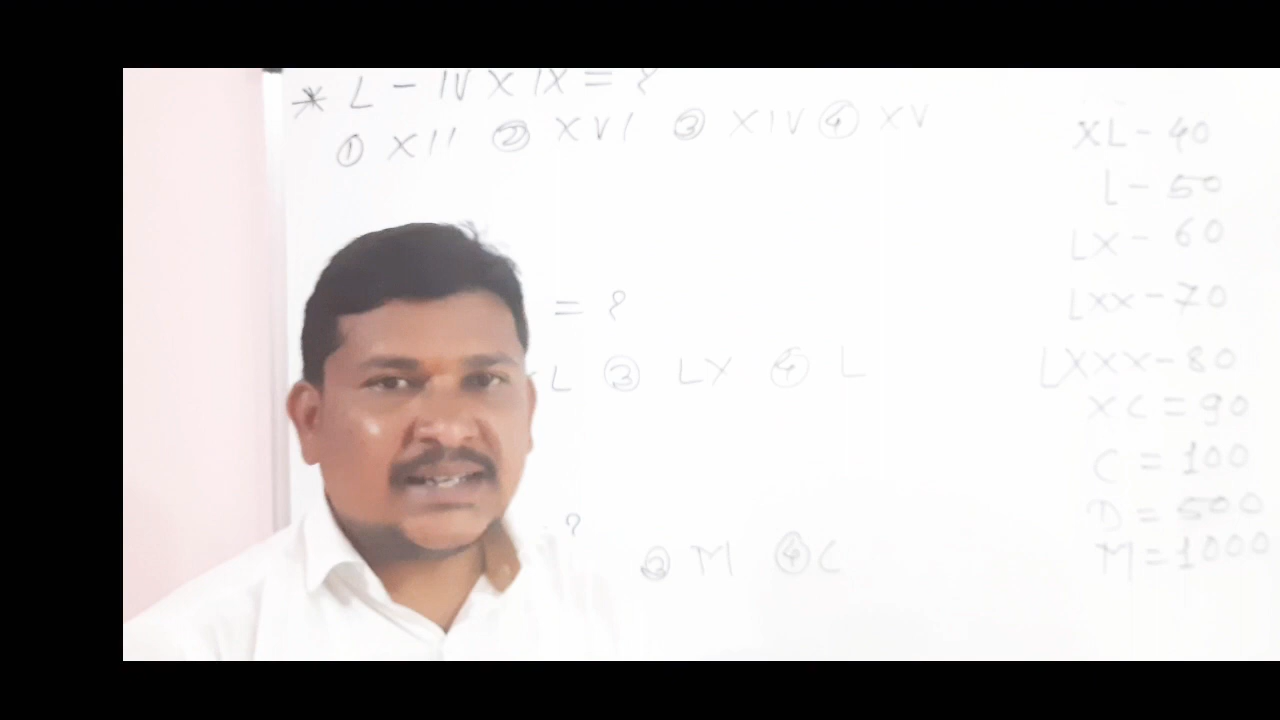 * L - IV X IX = ?
① XII ② XVI ③ XIV ④ XV
= ?
L ③ LX ④ L
?
③ M ④ C
XL - 40
L - 50
LX - 60
LXX - 70
LXXX - 80
XC = 90
C = 100
D = 500
M = 1000